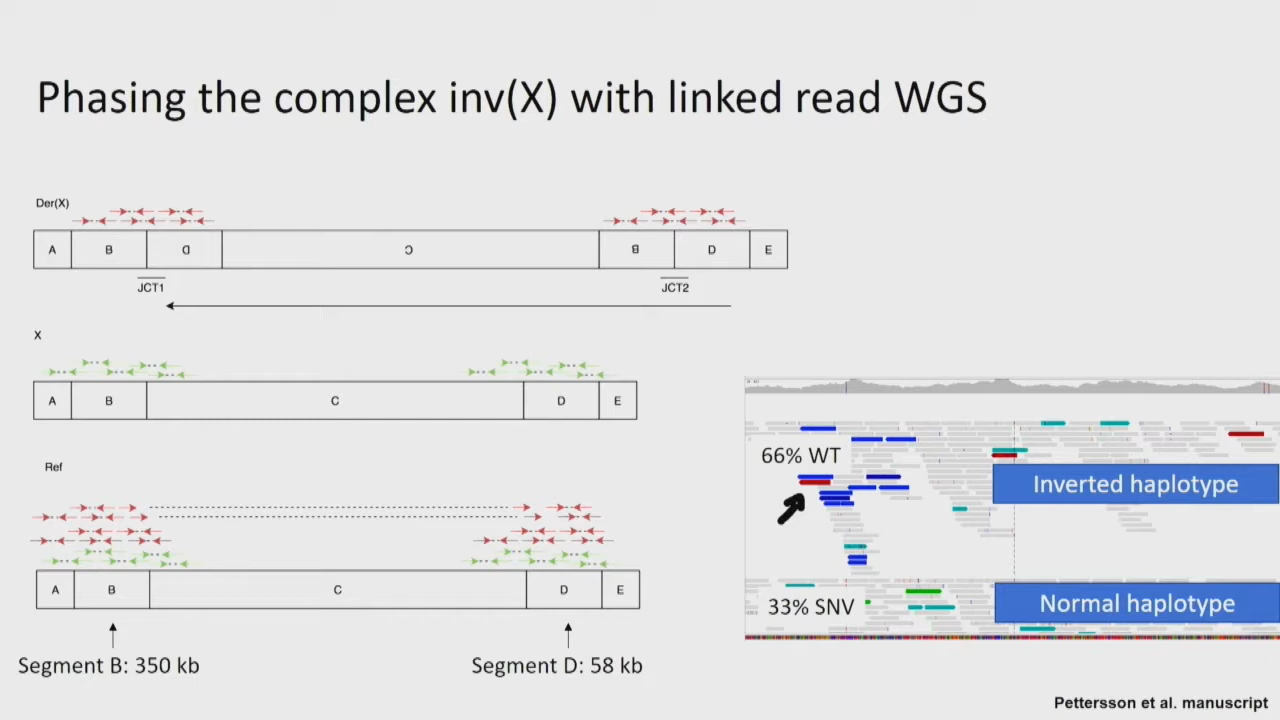 Phasing the complex inv(X) with linked read WGS
Der(X)
A B D C B D E
JCT1 JCT2
X
A B C D E
Ref
A B C D E
Segment B: 350 kb
Segment D: 58 kb
66% WT
Inverted haplotype
33% SNV
Normal haplotype
Pettersson et al. manuscript